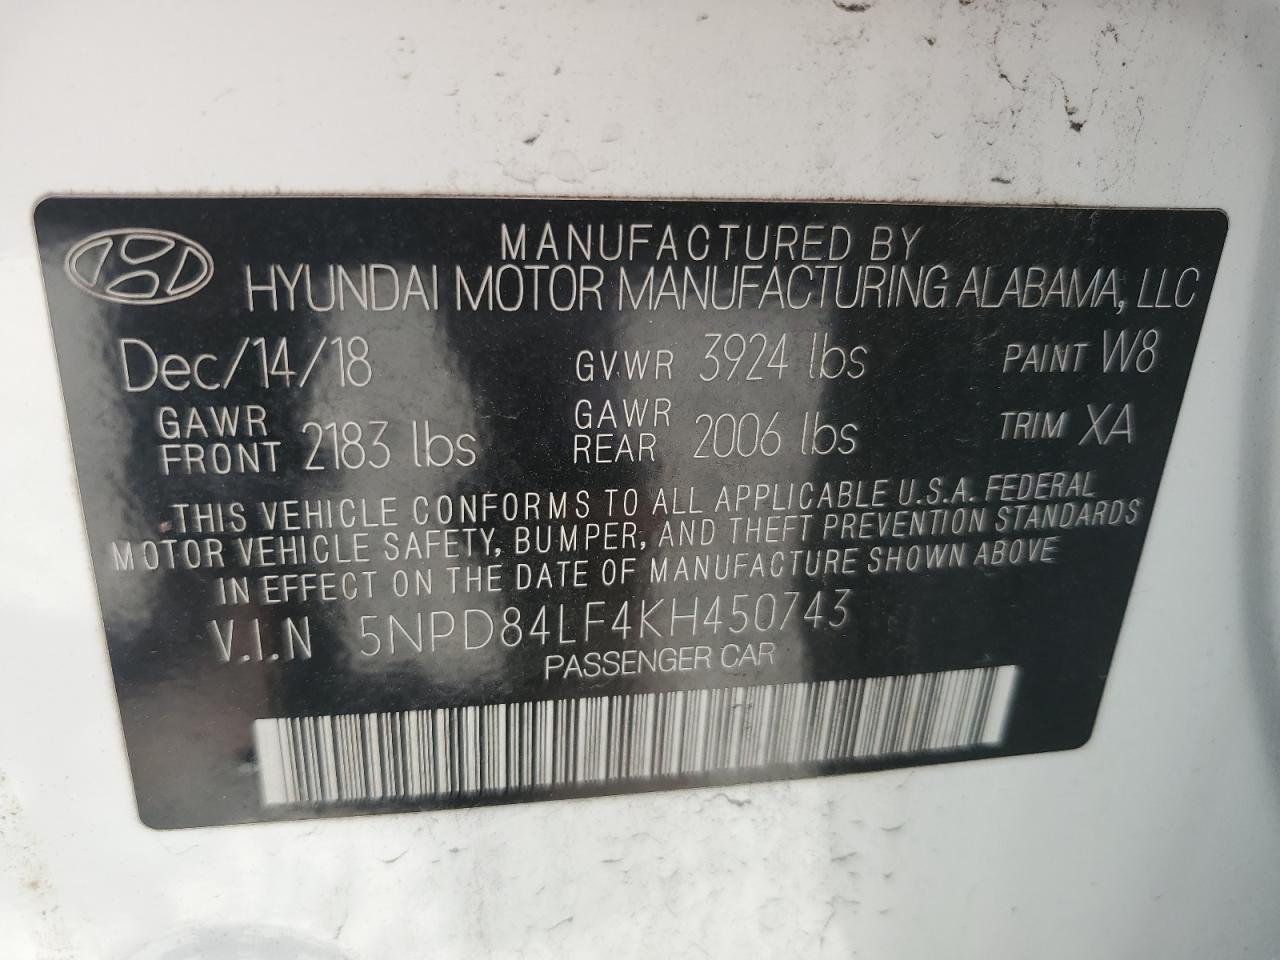 MANUFACTURED BY
HYUNDAI MOTOR MANUFACTURING ALABAMA, LLC
Dec/14/18 GVWR 3924 lbs PAINT W8
GAWR FRONT 2183 lbs GAWR REAR 2006 lbs TRIM XA
THIS VEHICLE CONFORMS TO ALL APPLICABLE U.S.A. FEDERAL
MOTOR VEHICLE SAFETY, BUMPER, AND THEFT PREVENTION STANDARDS
IN EFFECT ON THE DATE OF MANUFACTURE SHOWN ABOVE
V.I.N 5NPD84LF4KH450743
PASSENGER CAR